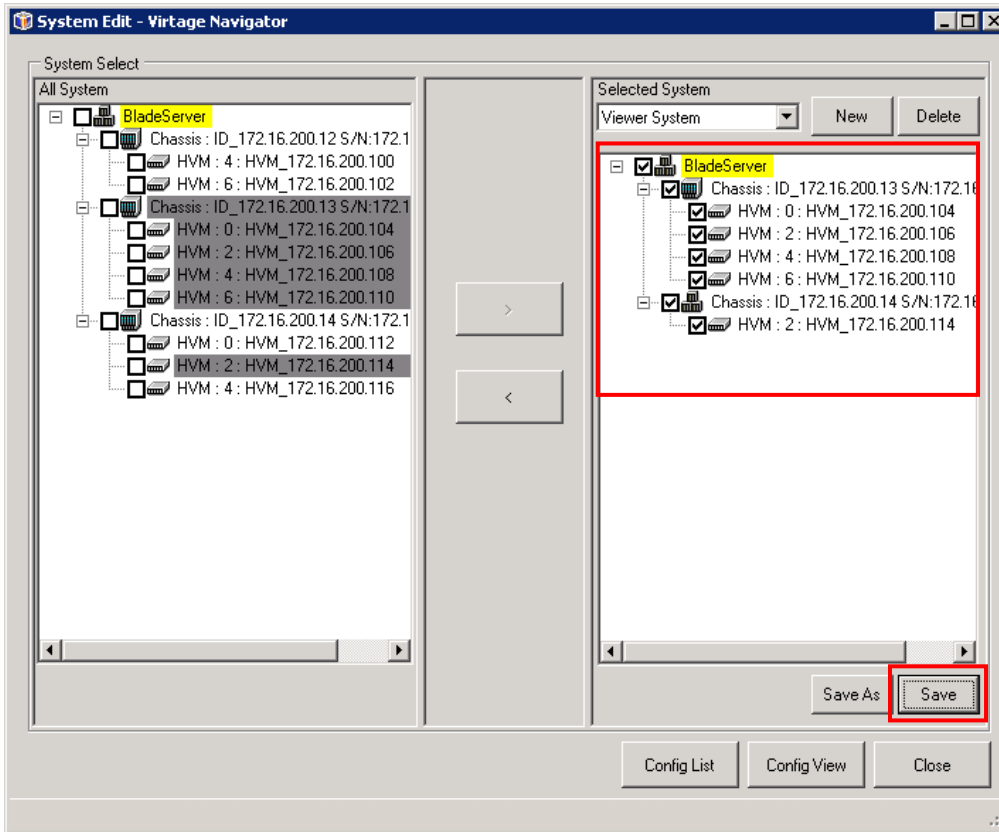 System Edit - Virtage Navigator
System Select
All System
BladeServer
Chassis : ID_172.16.200.12 S/N:172.1
HVM : 4 : HVM_172.16.200.100
HVM : 6 : HVM_172.16.200.102
Chassis : ID_172.16.200.13 S/N:172.1
HVM : 0 : HVM_172.16.200.104
HVM : 2 : HVM_172.16.200.106
HVM : 4 : HVM_172.16.200.108
HVM : 6 : HVM_172.16.200.110
Chassis : ID_172.16.200.14 S/N:172.1
HVM : 0 : HVM_172.16.200.112
HVM : 2 : HVM_172.16.200.114
HVM : 4 : HVM_172.16.200.116
>
<
Selected System
Viewer System
New
Delete
BladeServer
Chassis : ID_172.16.200.13 S/N:172.16
HVM : 0 : HVM_172.16.200.104
HVM : 2 : HVM_172.16.200.106
HVM : 4 : HVM_172.16.200.108
HVM : 6 : HVM_172.16.200.110
Chassis : ID_172.16.200.14 S/N:172.16
HVM : 2 : HVM_172.16.200.114
Save As
Save
Config List
Config View
Close